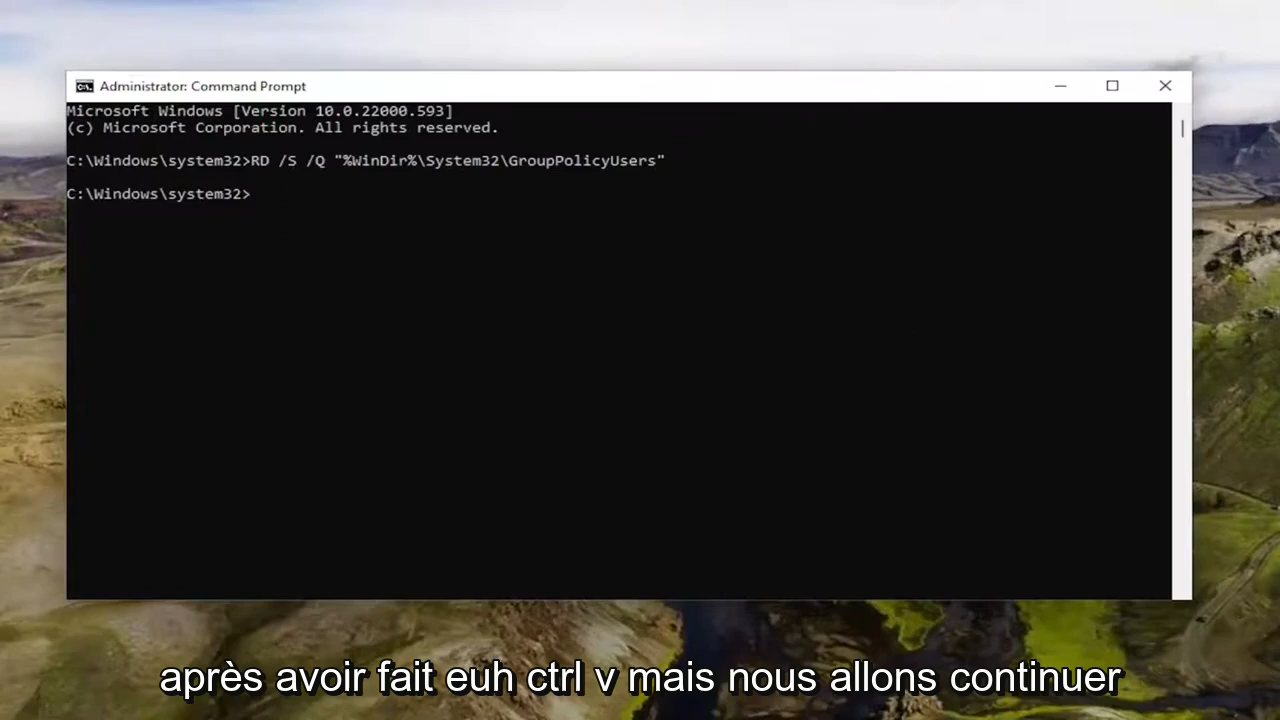 Administrator: Command Prompt
Microsoft Windows [Version 10.0.22000.593]
(c) Microsoft Corporation. All rights reserved.
C:\Windows\system32>RD /S /Q "%WinDir%\System32\GroupPolicyUsers"
C:\Windows\system32>
après avoir fait euh ctrl v mais nous allons continuer